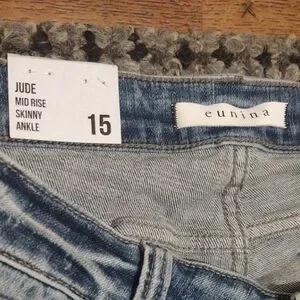 JUDE
MID RISE
SKINNY
ANKLE
15
eunina